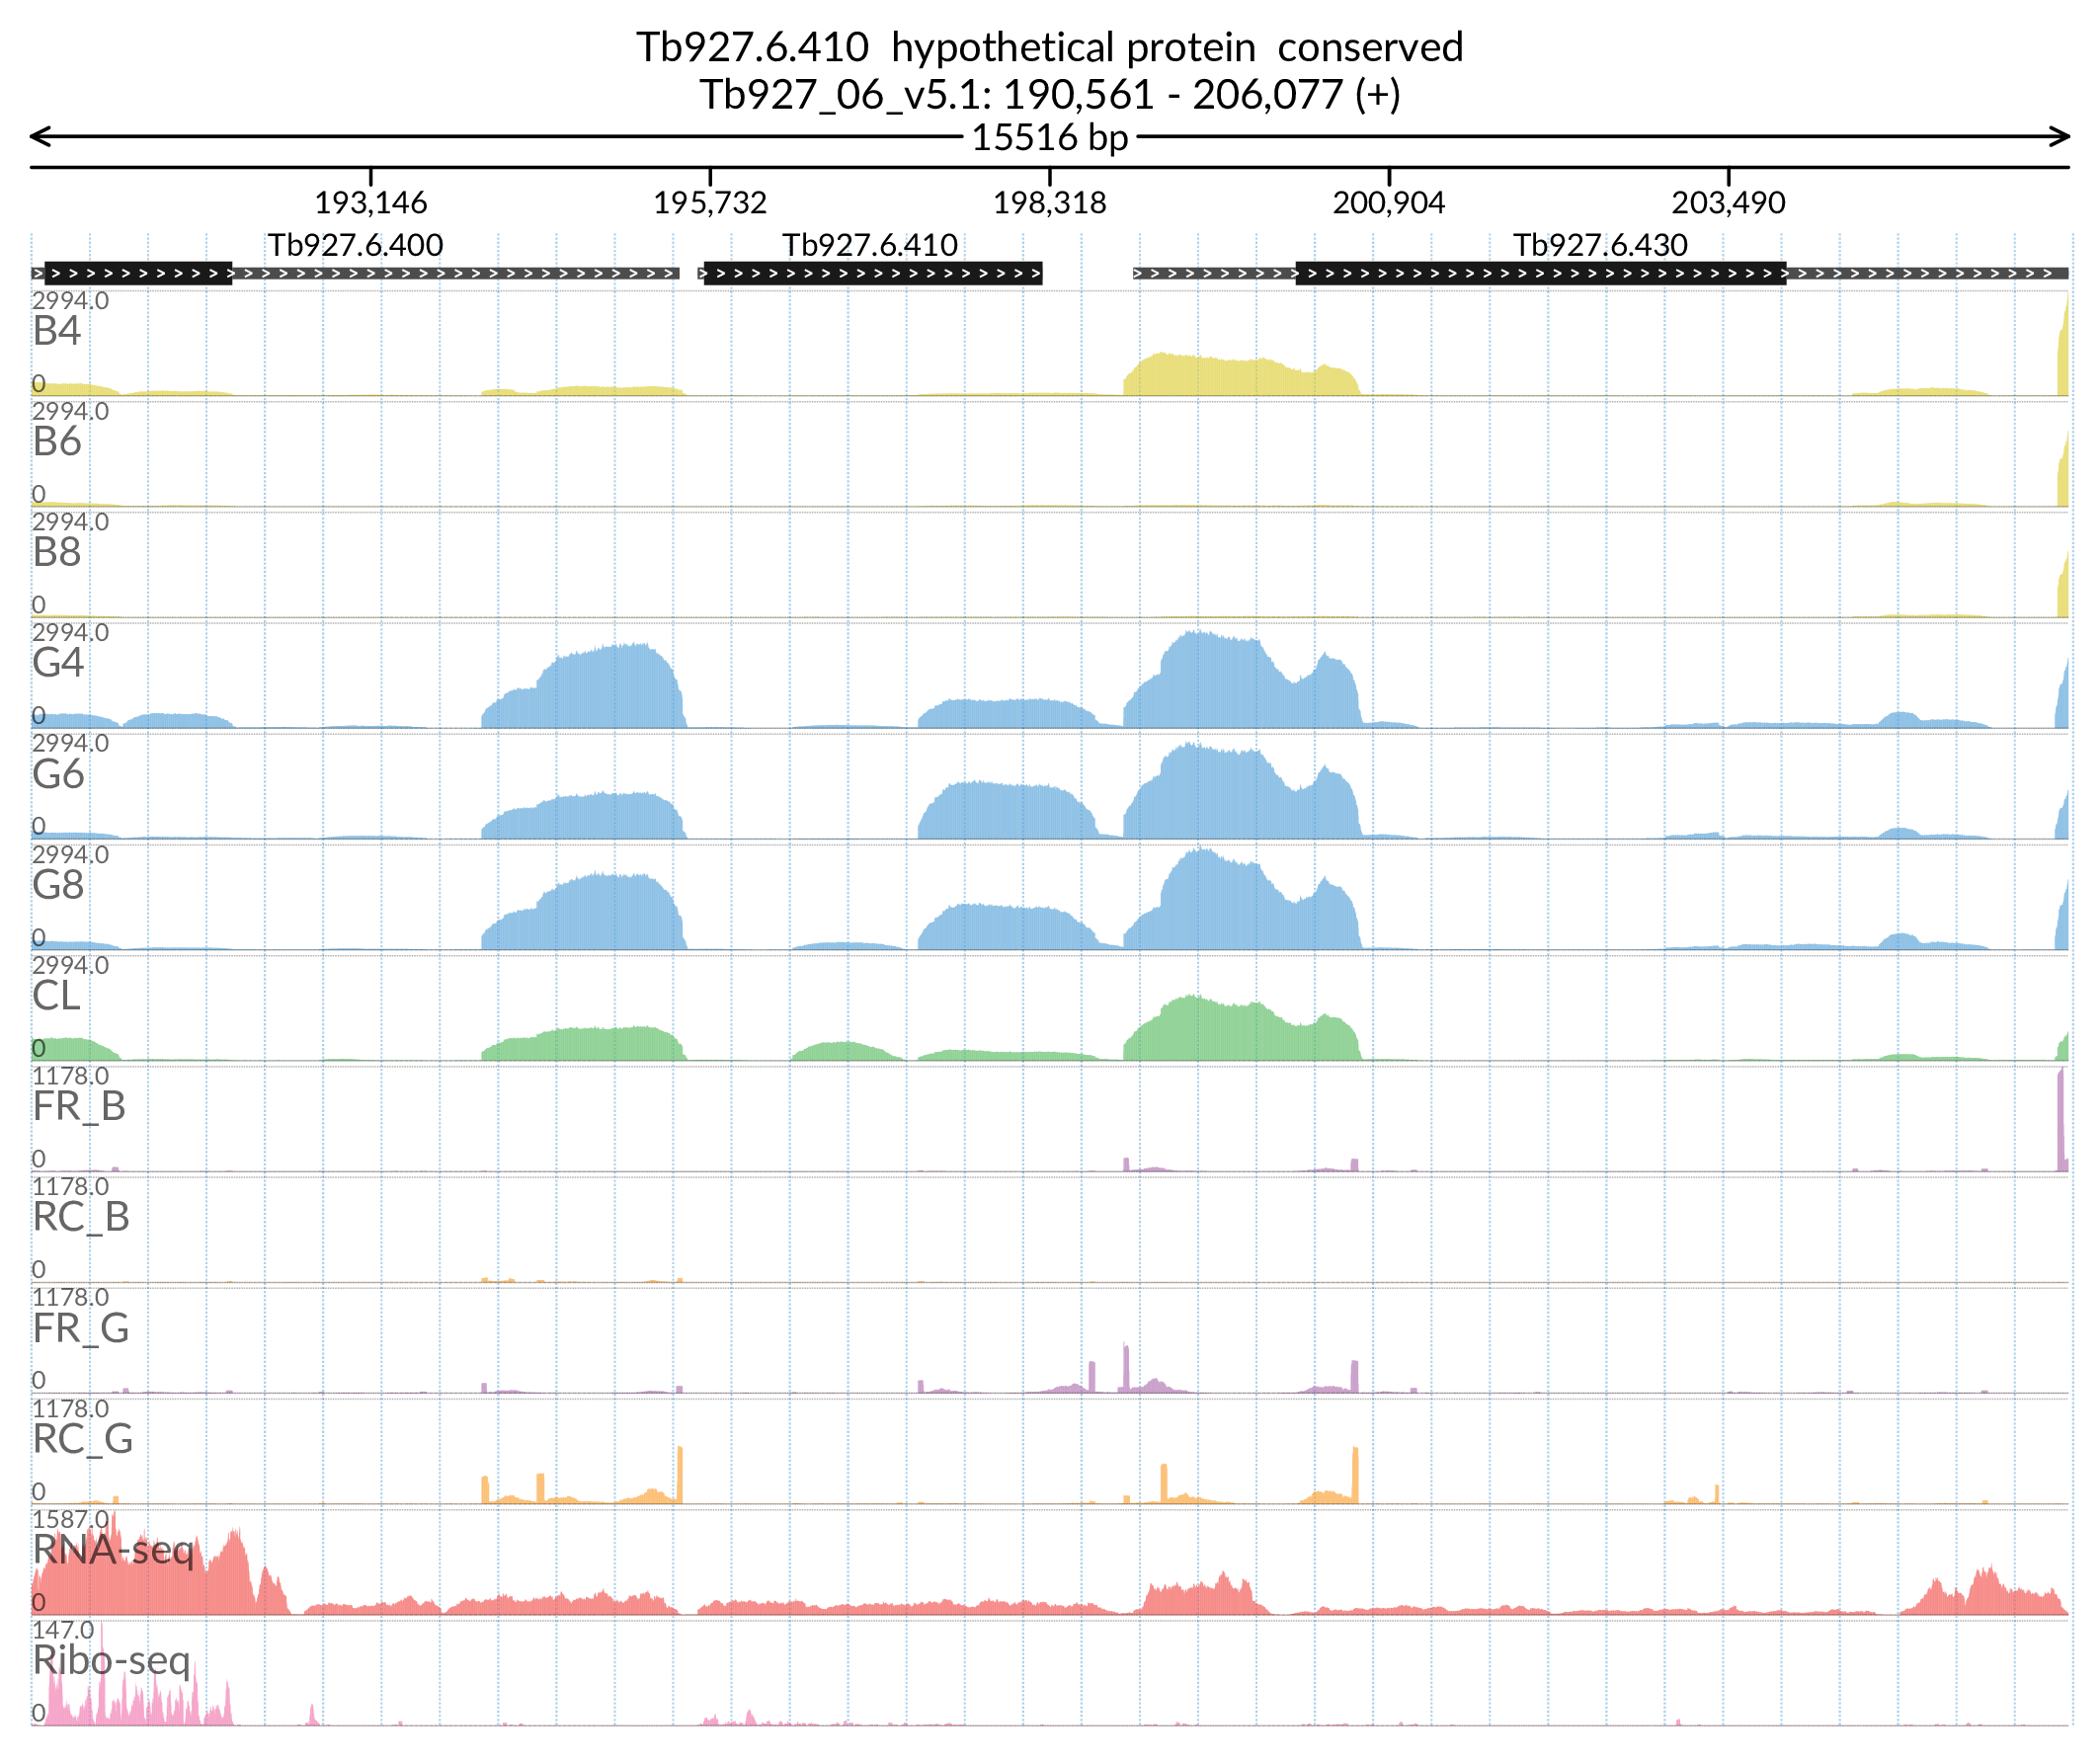 Tb927.6.410 hypothetical protein conserved
Tb927_06_v5.1: 190,561 - 206,077 (+)
15516 bp
193,146 195,732 198,318 200,904 203,490
Tb927.6.400 Tb927.6.410 Tb927.6.430
2994.0
B4
0
2994.0
B6
0
2994.0
B8
0
2994.0
G4
0
2994.0
G6
0
2994.0
G8
0
2994.0
CL
0
1178.0
FR_B
0
1178.0
RC_B
0
1178.0
FR_G
0
1178.0
RC_G
0
1587.0
RNA-seq
0
147.0
Ribo-seq
0